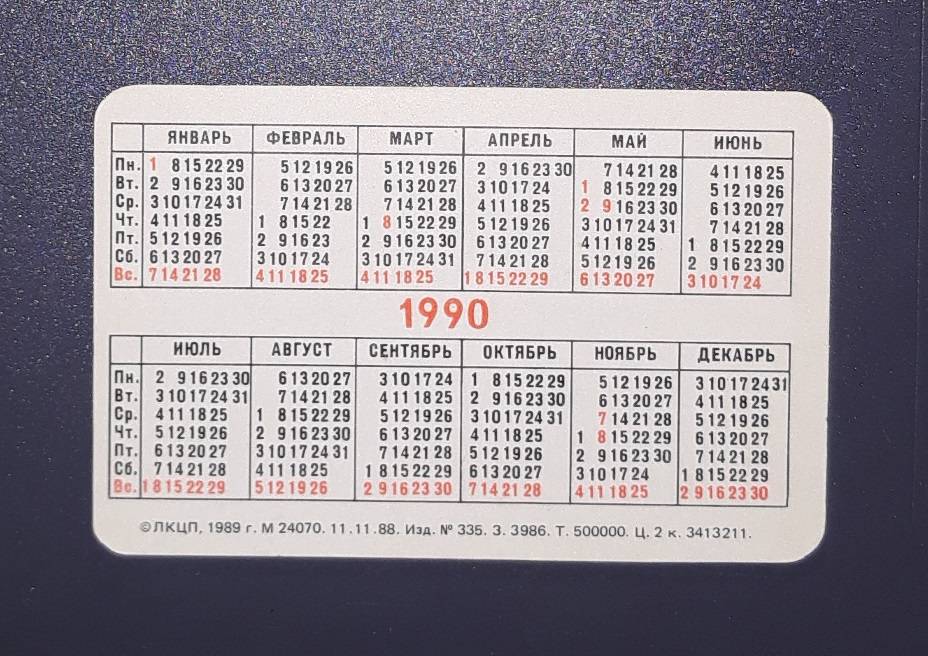 ЯНВАРЬ ФЕВРАЛЬ МАРТ АПРЕЛЬ МАЙ ИЮНЬ
Пн. 1 8 15 22 29 5 12 19 26 5 12 19 26 2 9 16 23 30 7 14 21 28 4 11 18 25
Вт. 2 9 16 23 30 6 13 20 27 6 13 20 27 3 10 17 24 1 8 15 22 29 5 12 19 26
Ср. 3 10 17 24 31 7 14 21 28 7 14 21 28 4 11 18 25 2 9 16 23 30 6 13 20 27
Чт. 4 11 18 25 1 8 15 22 1 8 15 22 29 5 12 19 26 3 10 17 24 31 7 14 21 28
Пт. 5 12 19 26 2 9 16 23 2 9 16 23 30 6 13 20 27 4 11 18 25 1 8 15 22 29
Сб. 6 13 20 27 3 10 17 24 3 10 17 24 31 7 14 21 28 5 12 19 26 2 9 16 23 30
Вс. 7 14 21 28 4 11 18 25 4 11 18 25 1 8 15 22 29 6 13 20 27 3 10 17 24
1990
ИЮЛЬ АВГУСТ СЕНТЯБРЬ ОКТЯБРЬ НОЯБРЬ ДЕКАБРЬ
Пн. 2 9 16 23 30 6 13 20 27 3 10 17 24 1 8 15 22 29 5 12 19 26 3 10 17 24 31
Вт. 3 10 17 24 31 7 14 21 28 4 11 18 25 2 9 16 23 30 6 13 20 27 4 11 18 25
Ср. 4 11 18 25 1 8 15 22 29 5 12 19 26 3 10 17 24 31 7 14 21 28 5 12 19 26
Чт. 5 12 19 26 2 9 16 23 30 6 13 20 27 4 11 18 25 1 8 15 22 29 6 13 20 27
Пт. 6 13 20 27 3 10 17 24 31 7 14 21 28 5 12 19 26 2 9 16 23 30 7 14 21 28
Сб. 7 14 21 28 4 11 18 25 1 8 15 22 29 6 13 20 27 3 10 17 24 1 8 15 22 29
Вс. 1 8 15 22 29 5 12 19 26 2 9 16 23 30 7 14 21 28 4 11 18 25 2 9 16 23 30
©ЛКЦП, 1989 г. М 24070. 11.11.88. Изд. № 335. З. 3986. Т. 500000. Ц. 2 к. 3413211.